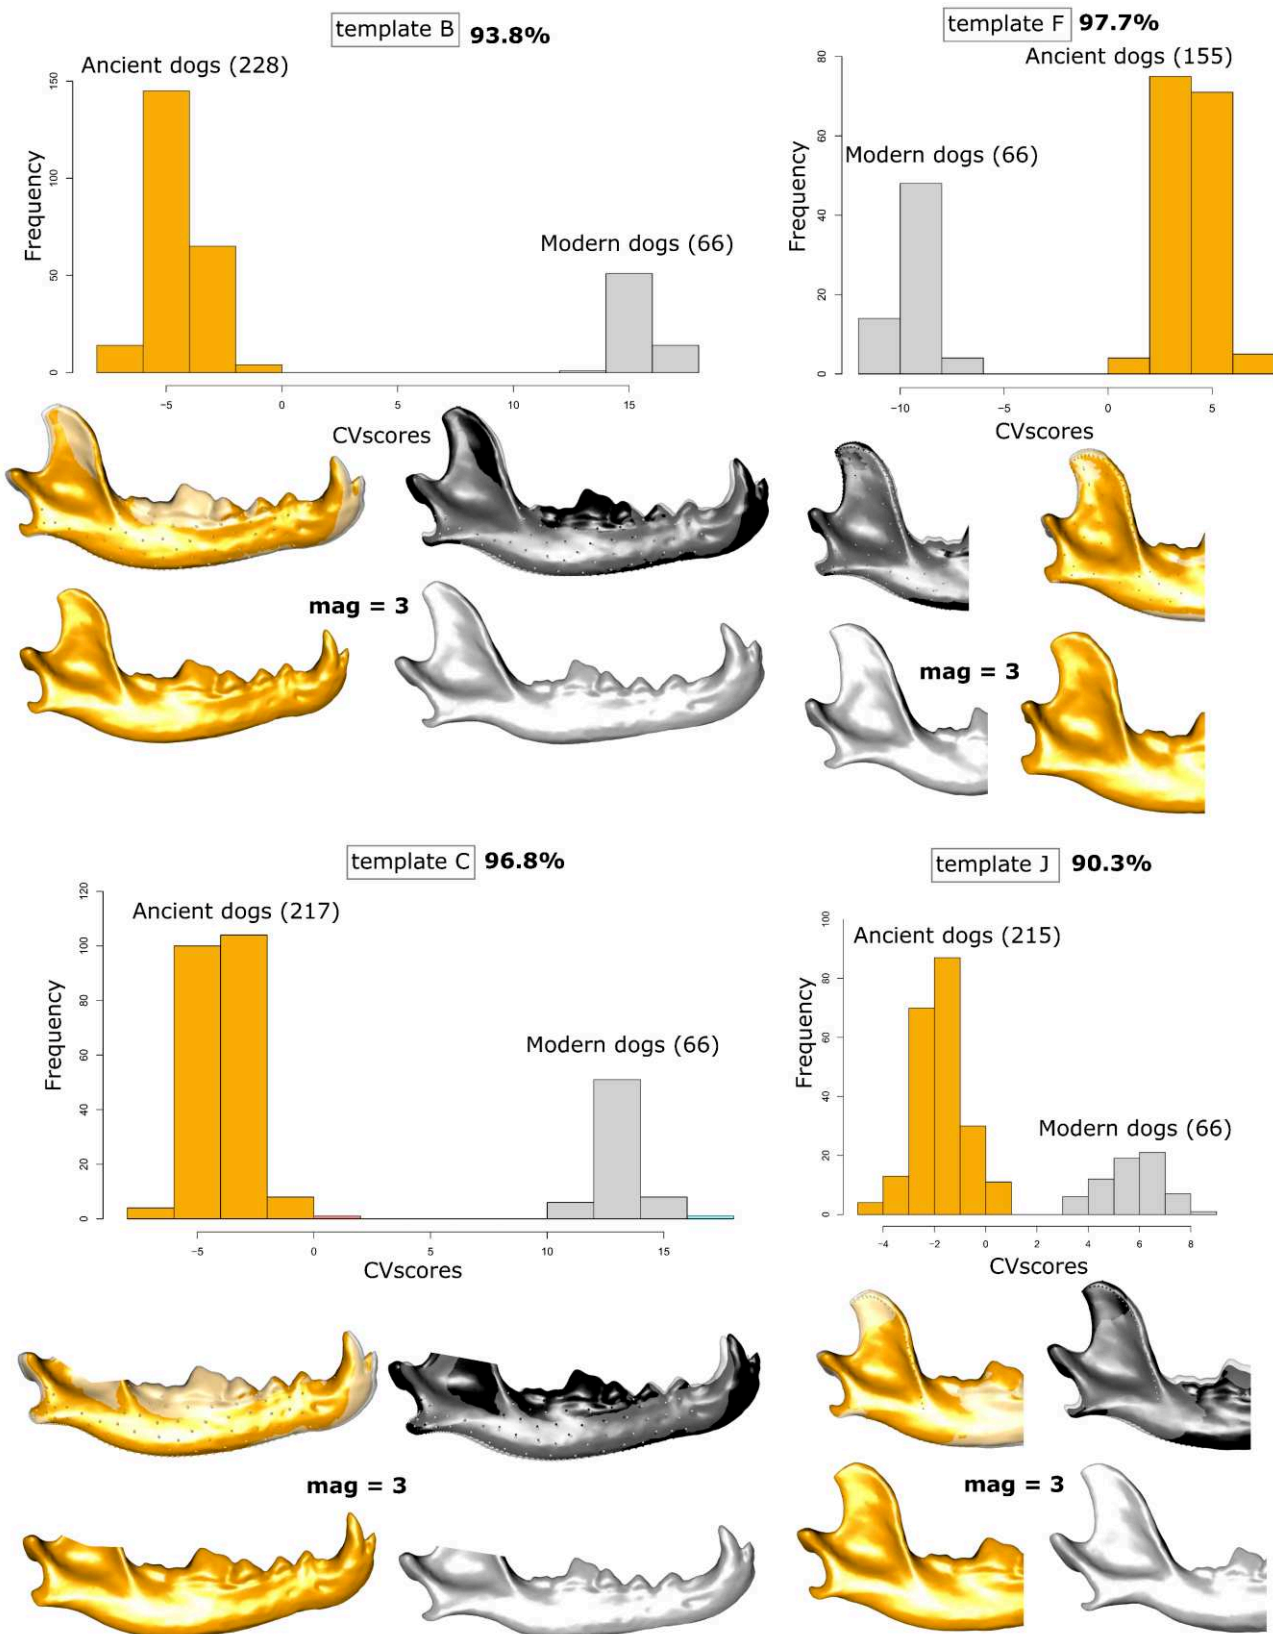 template B 93.8%
Ancient dogs (228)
Modern dogs (66)
Frequency
0 50 100 150
−5 0 5 10 15
CVscores
mag = 3
template F 97.7%
Ancient dogs (155)
Modern dogs (66)
Frequency
0 20 40 60 80
−10 −5 0 5
CVscores
mag = 3
template C 96.8%
Ancient dogs (217)
Modern dogs (66)
Frequency
0 20 40 60 80 100 120
−5 0 5 10 15
CVscores
mag = 3
template J 90.3%
Ancient dogs (215)
Modern dogs (66)
Frequency
0 20 40 60 80 100
−4 −2 0 2 4 6 8
CVscores
mag = 3